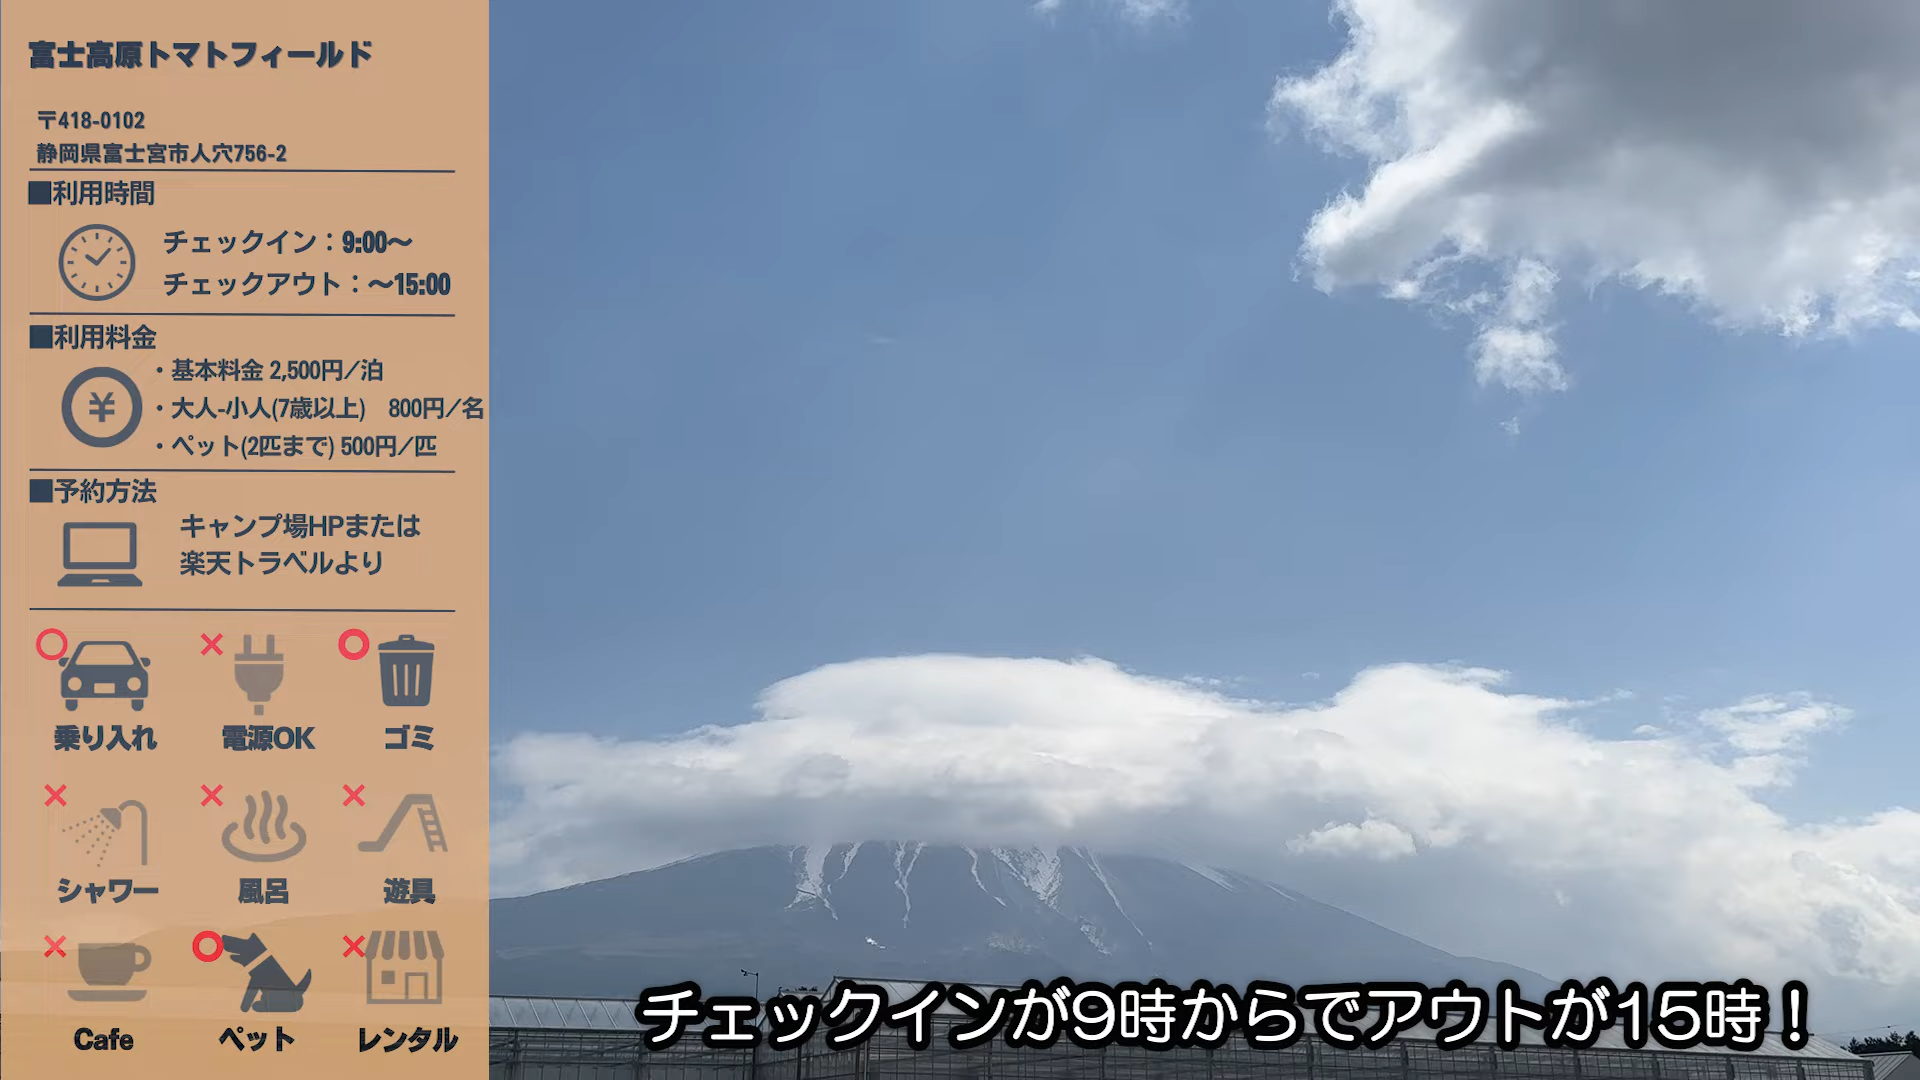 富士高原トマトフィールド
〒418-0102
静岡県富士宮市人穴756-2
■利用時間
チェックイン：9:00〜
チェックアウト：〜15:00
■利用料金
・基本料金 2,500円／泊
・大人-小人(7歳以上)　800円／名
・ペット(2匹まで) 500円／匹
■予約方法
キャンプ場HPまたは
楽天トラベルより
乗り入れ
電源OK
ゴミ
シャワー
風呂
遊具
Cafe
ペット
レンタル
チェックインが9時からでアウトが15時！